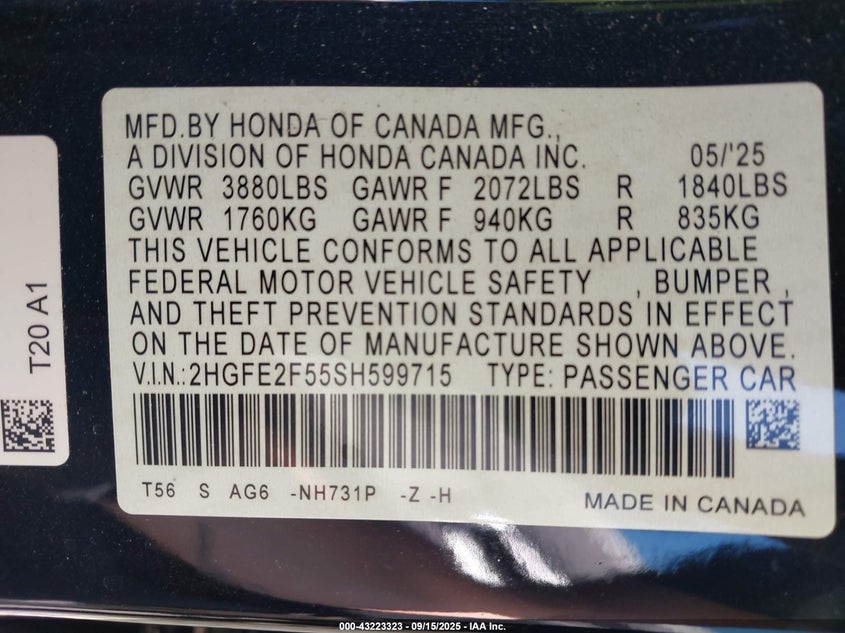 MFD.BY HONDA OF CANADA MFG.,
A DIVISION OF HONDA CANADA INC. 05/'25
GVWR 3880LBS GAWR F 2072LBS R 1840LBS
GVWR 1760KG GAWR F 940KG R 835KG
THIS VEHICLE CONFORMS TO ALL APPLICABLE
FEDERAL MOTOR VEHICLE SAFETY , BUMPER ,
AND THEFT PREVENTION STANDARDS IN EFFECT
ON THE DATE OF MANUFACTURE SHOWN ABOVE.
V.I.N.:2HGFE2F55SH599715 TYPE: PASSENGER CAR
T56 S AG6 -NH731P -Z -H
MADE IN CANADA
T20 A1
000-43223323 - 09/15/2025 - IAA Inc.